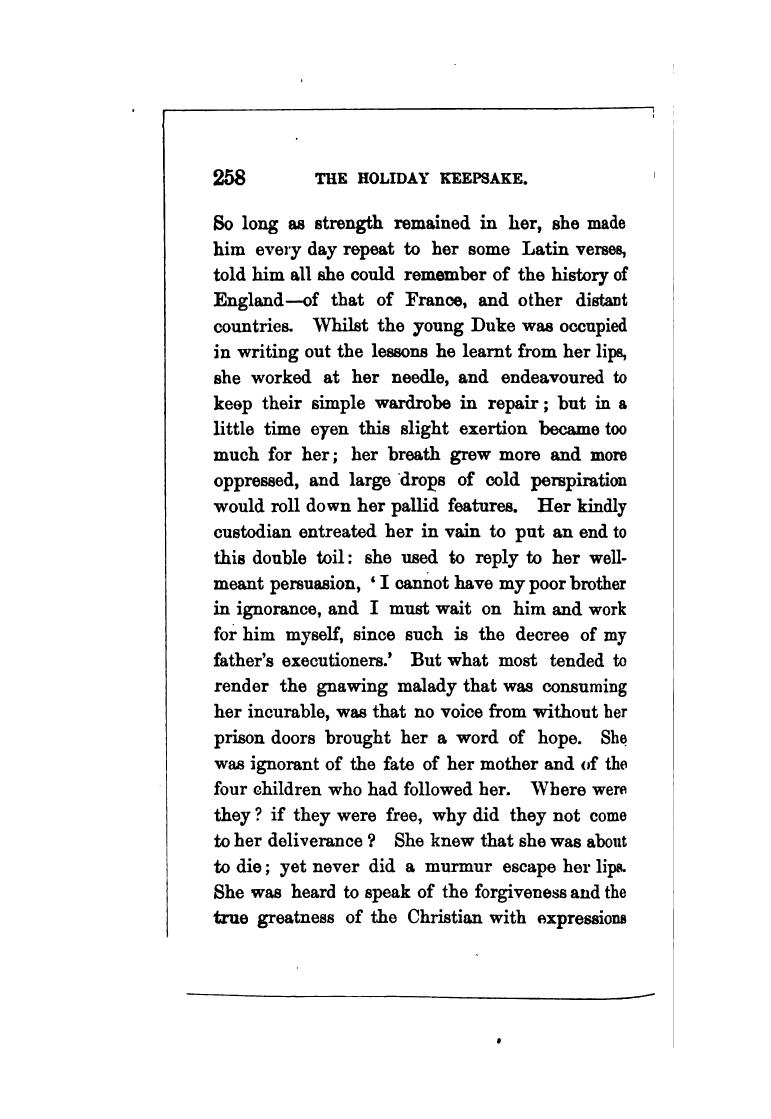 258 THE HOLIDAY KEEPSAKE.
So long as strength remained in her, she made
him every day repeat to her some Latin verses,
told him all she could remember of the history of
England—of that of France, and other distant
countries. Whilst the young Duke was occupied
in writing out the lessons he learnt from her lips,
she worked at her needle, and endeavoured to
keep their simple wardrobe in repair; but in a
little time eyen this slight exertion became too
much for her; her breath grew more and more
oppressed, and large drops of cold perspiration
would roll down her pallid features. Her kindly
custodian entreated her in vain to put an end to
this double toil: she used to reply to her well-
meant persuasion, ‘I cannot have my poor brother
in ignorance, and I must wait on him and work
for him myself, since such is the decree of my
father's executioners.’ But what most tended to
render the gnawing malady that was consuming
her incurable, was that no voice from without her
prison doors brought her a word of hope. She
was ignorant of the fate of her mother and of the
four children who had followed her. Where were
they? if they were free, why did they not come
to her deliverance? She knew that she was about
to die; yet never did a murmur escape her lips.
She was heard to speak of the forgiveness and the
true greatness of the Christian with expressions